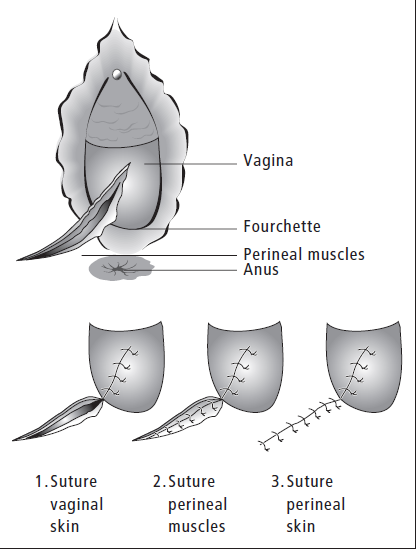 Vagina
Fourchette
Perineal muscles
Anus
1. Suture
vaginal
skin
2. Suture
perineal
muscles
3. Suture
perineal
skin